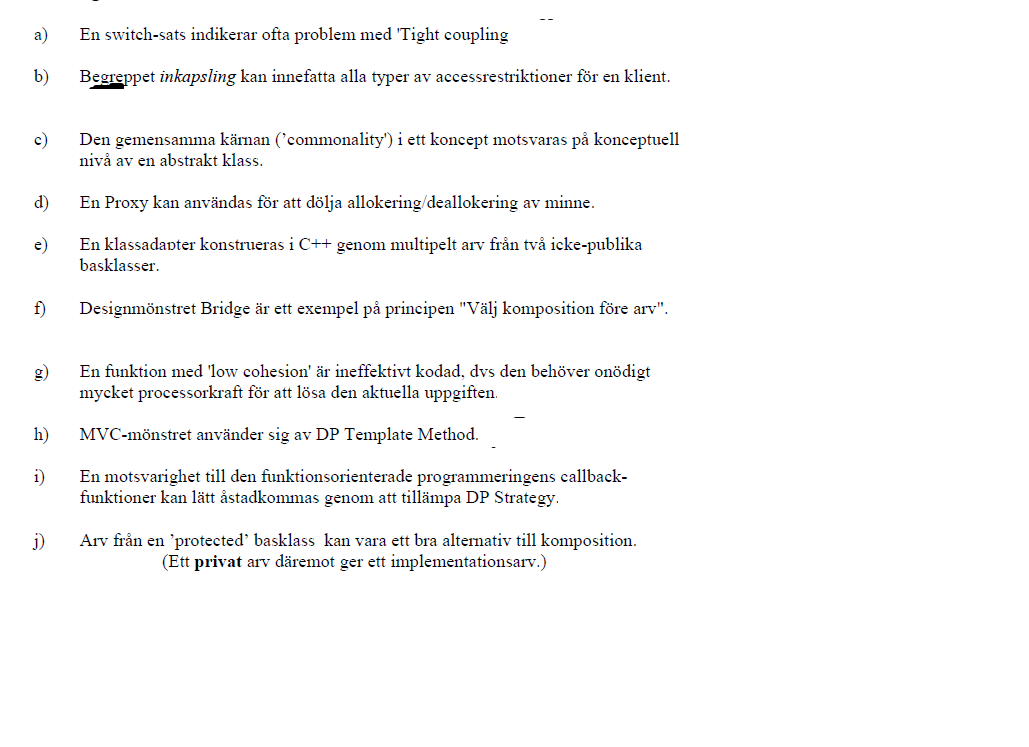 a) En switch-sats indikerar ofta problem med 'Tight coupling
b) Begreppet inkapsling kan innefatta alla typer av accessrestriktioner för en klient.
c) Den gemensamma kärnan (’commonality') i ett koncept motsvaras på konceptuell
nivå av en abstrakt klass.
d) En Proxy kan användas för att dölja allokering/deallokering av minne.
e) En klassadapter konstrueras i C++ genom multipelt arv från två icke-publika
basklasser.
f) Designmönstret Bridge är ett exempel på principen "Välj komposition före arv".
g) En funktion med 'low cohesion' är ineffektivt kodad, dvs den behöver onödigt
mycket processorkraft för att lösa den aktuella uppgiften.
h) MVC-mönstret använder sig av DP Template Method.
i) En motsvarighet till den funktionsorienterade programmeringens callback-
funktioner kan lätt åstadkommas genom att tillämpa DP Strategy.
j) Arv från en ’protected’ basklass kan vara ett bra alternativ till komposition.
(Ett privat arv däremot ger ett implementationsarv.)